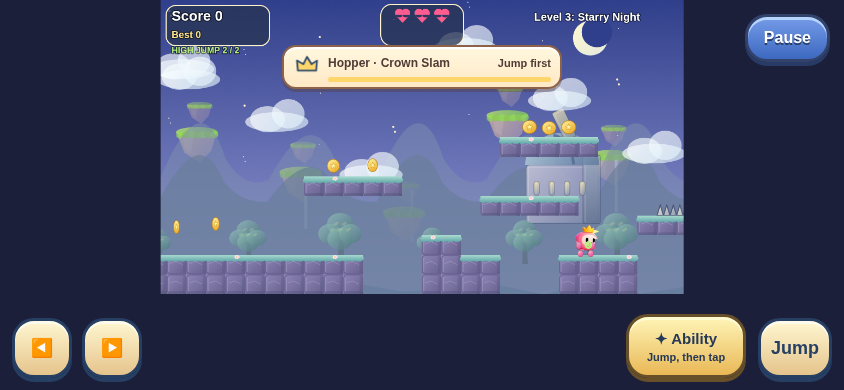 Score 0
Best 0
HIGH JUMP 2 / 2
Level 3: Starry Night
Pause
Hopper · Crown Slam
Jump first
✦ Ability
Jump, then tap
Jump